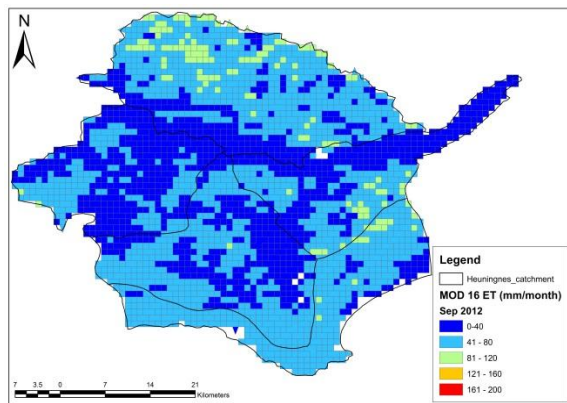 N
Legend
Heuningnes_catchment
MOD 16 ET (mm/month)
Sep 2012
0-40
41 - 80
81 - 120
121 - 160
161 - 200
7 3.5 0 7 14 21
Kilometers